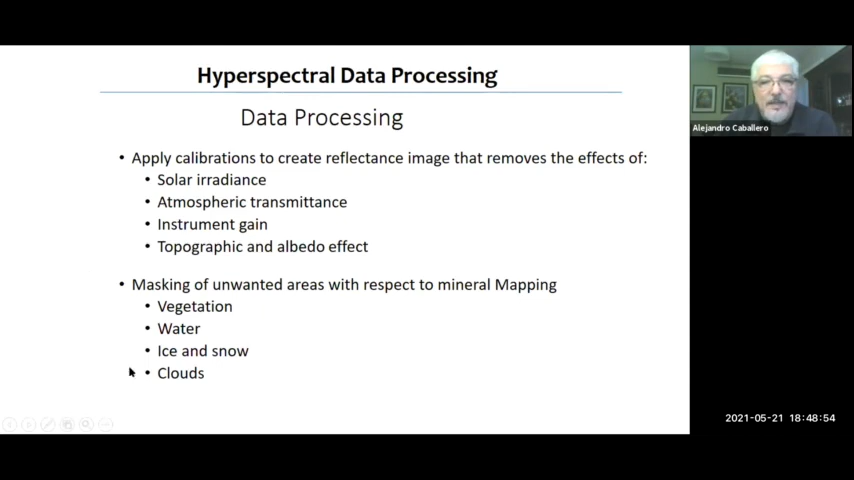 Hyperspectral Data Processing
Data Processing
• Apply calibrations to create reflectance image that removes the effects of:
• Solar irradiance
• Atmospheric transmittance
• Instrument gain
• Topographic and albedo effect
• Masking of unwanted areas with respect to mineral Mapping
• Vegetation
• Water
• Ice and snow
• Clouds
Alejandro Caballero
2021-05-21 18:48:54